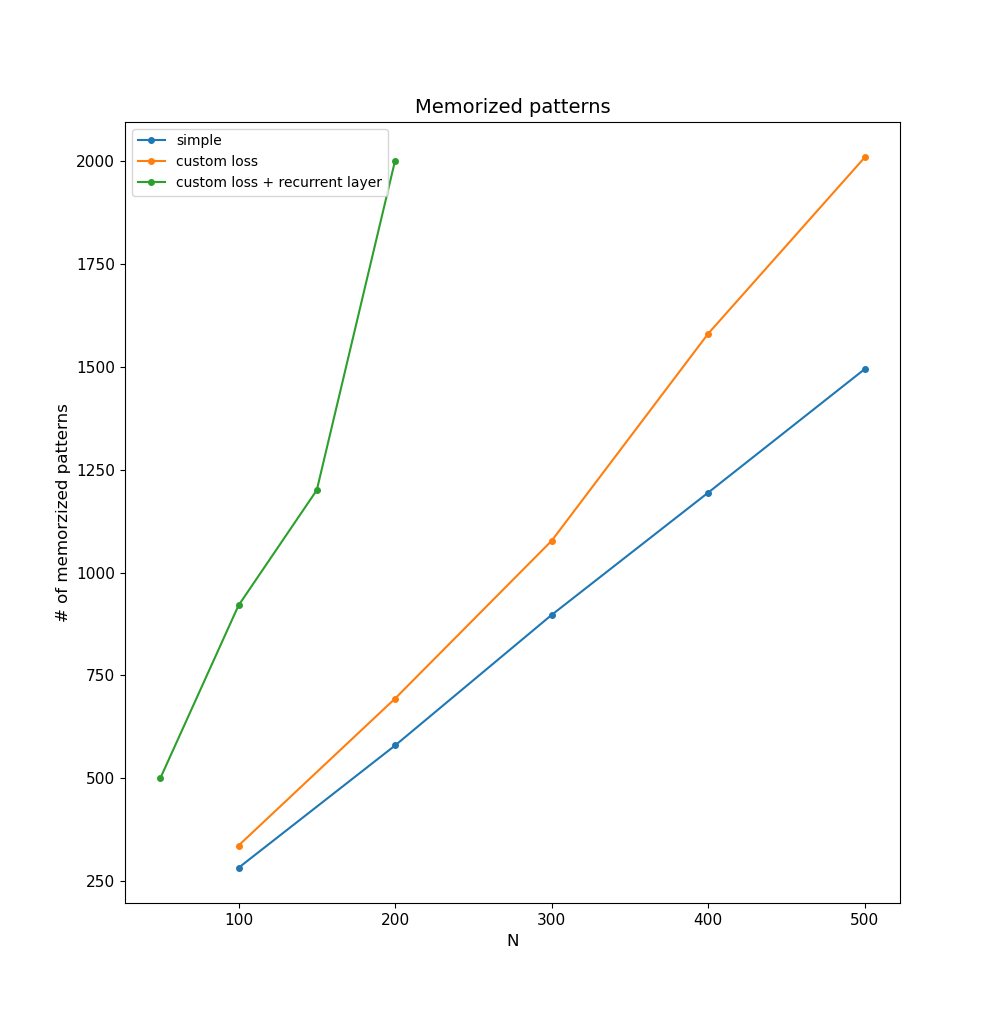 Memorized patterns
simple
custom loss
custom loss + recurrent layer
# of memorzized patterns
2000
1750
1500
1250
1000
750
500
250
100 200 300 400 500
N